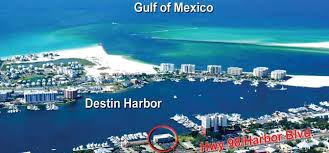 Gulf of Mexico
Destin Harbor
Hwy 98/Harbor Blvd.